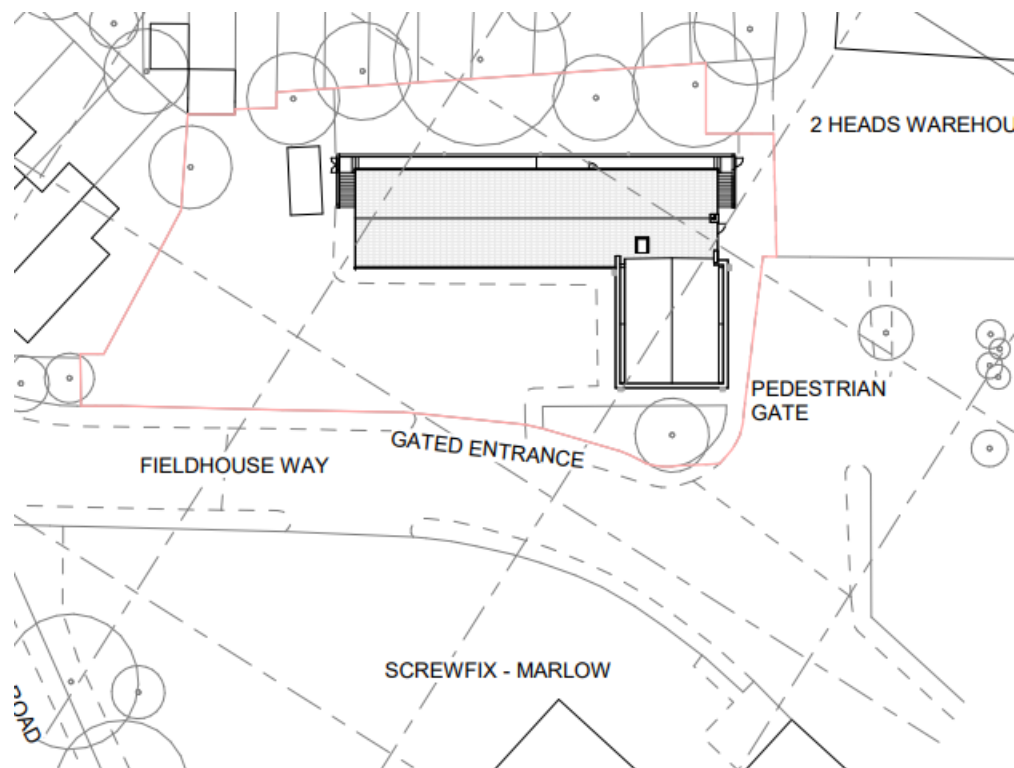 2 HEADS WAREHOU
PEDESTRIAN
GATE
GATED ENTRANCE
FIELDHOUSE WAY
SCREWFIX - MARLOW
ROAD